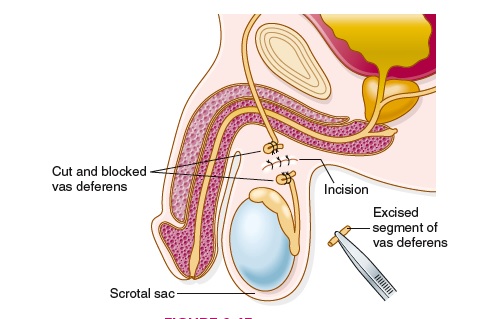 Cut and blocked
vas deferens
Incision
Excised
segment of
vas deferens
Scrotal sac